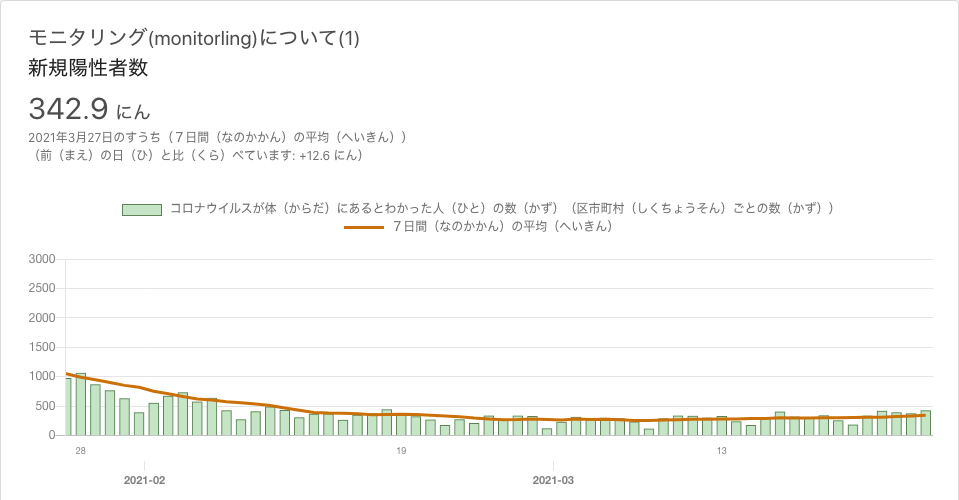 モニタリング(monitorling)について(1)
新規陽性者数
342.9 にん
2021年3月27日のすうち（７日間（なのかかん）の平均（へいきん））
（前（まえ）の日（ひ）と比（くら）べています: +12.6 にん）
コロナウイルスが体（からだ）にあるとわかった人（ひと）の数（かず）（区市町村（しくちょうそん）ごとの数（かず））
７日間（なのかかん）の平均（へいきん）
3000
2500
2000
1500
1000
500
0
28 19 13
2021-02 2021-03